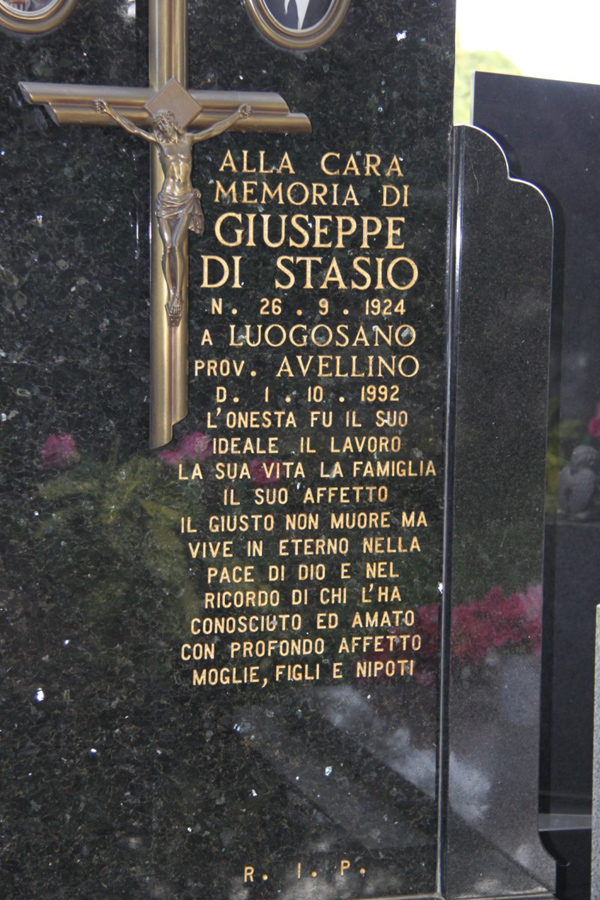 ALLA CARA
MEMORIA DI
GIUSEPPE
DI STASIO
N. 26 . 9 . 1924
A LUOGOSANO
PROV. AVELLINO
D. 1 . 10 . 1992
L'ONESTA FU IL SUO
IDEALE IL LAVORO
LA SUA VITA LA FAMIGLIA
IL SUO AFFETTO
IL GIUSTO NON MUORE MA
VIVE IN ETERNO NELLA
PACE DI DIO E NEL
RICORDO DI CHI L'HA
CONOSCIUTO ED AMATO
CON PROFONDO AFFETTO
MOGLIE, FIGLI E NIPOTI
R. I. P.